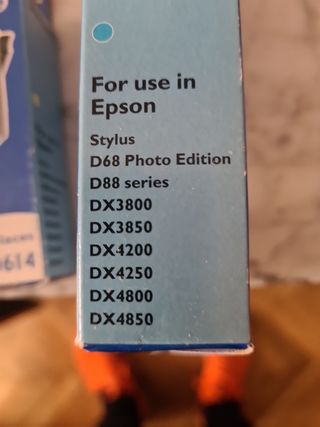 For use in
Epson
Stylus
D68 Photo Edition
D88 series
DX3800
DX3850
DX4200
DX4250
DX4800
DX4850